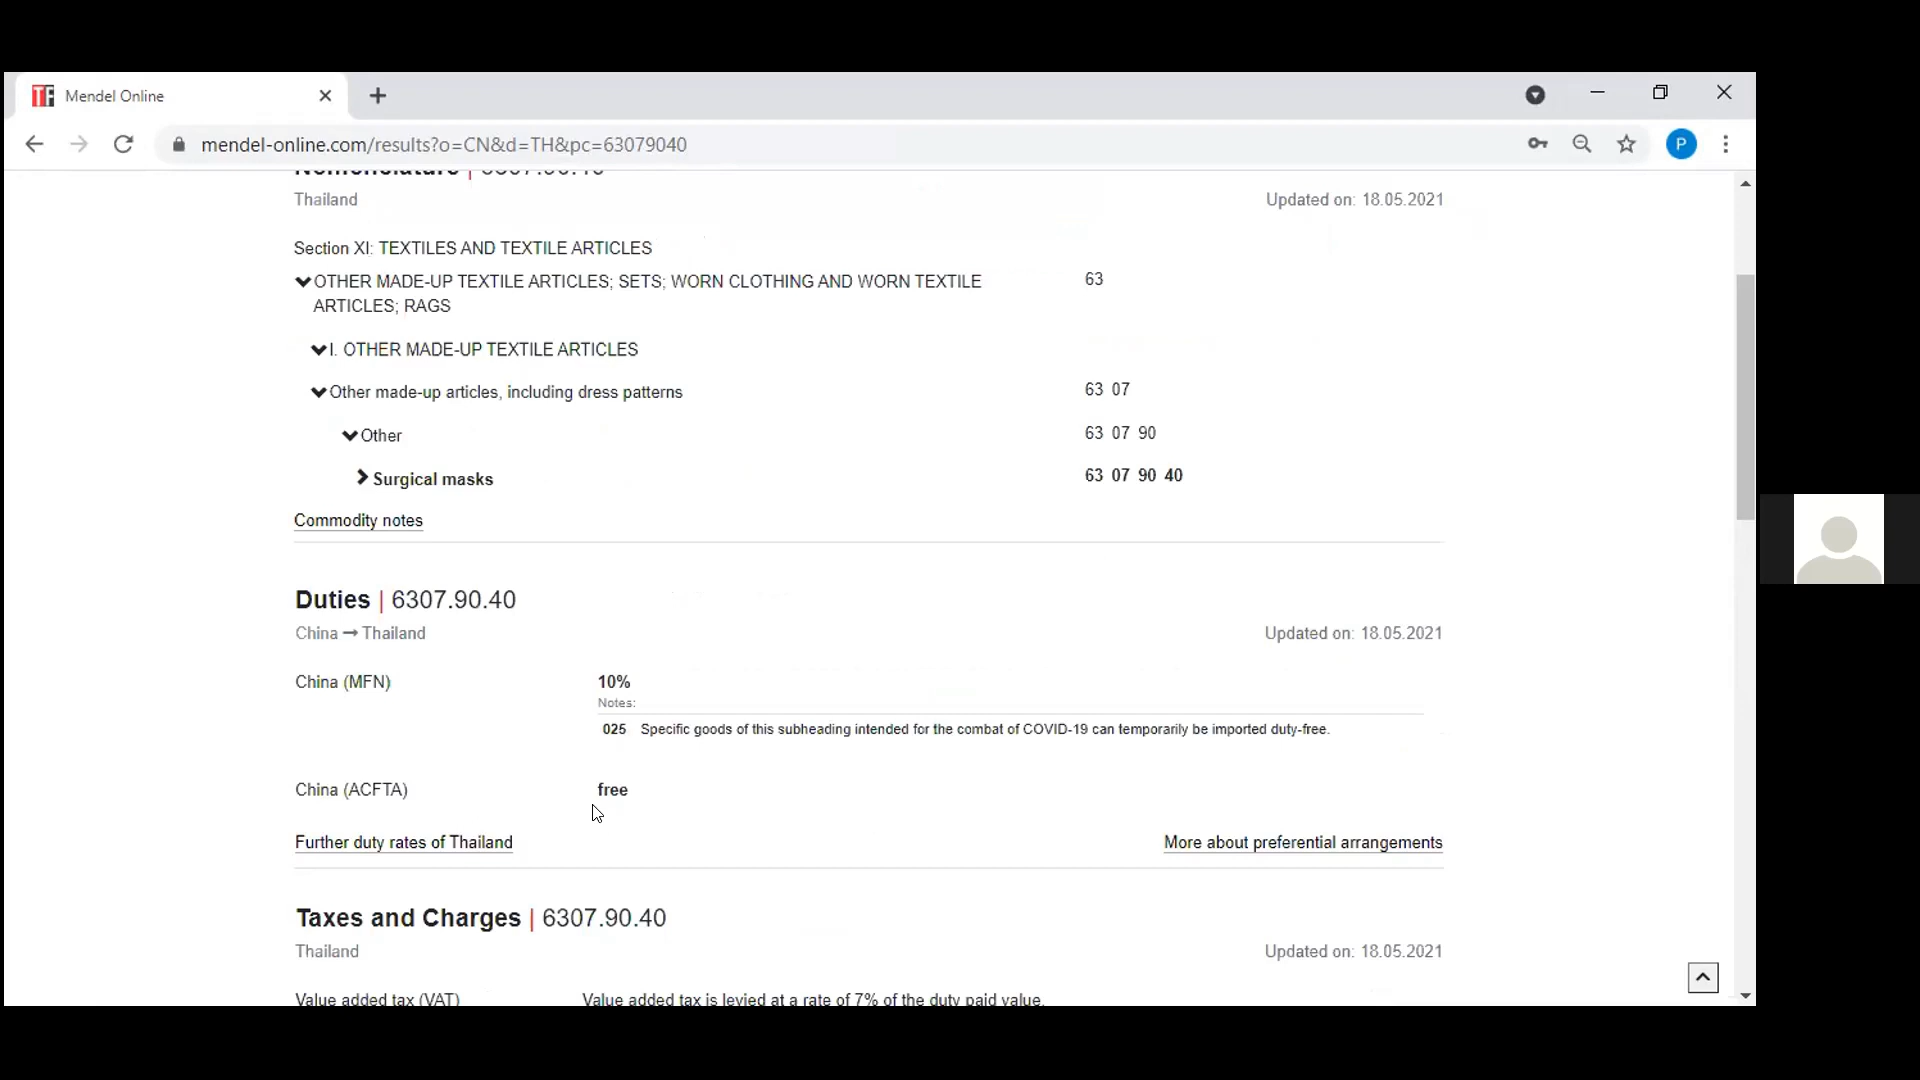 TF Mendel Online
mendel-online.com/results?o=CN&d=TH&pc=63079040
P
Nomenclature | 6307.90.40
Thailand Updated on: 18.05.2021
Section XI: TEXTILES AND TEXTILE ARTICLES
OTHER MADE-UP TEXTILE ARTICLES; SETS; WORN CLOTHING AND WORN TEXTILE 63
ARTICLES; RAGS
I. OTHER MADE-UP TEXTILE ARTICLES
Other made-up articles, including dress patterns 63 07
Other 63 07 90
Surgical masks 63 07 90 40
Commodity notes
Duties | 6307.90.40
China → Thailand Updated on: 18.05.2021
China (MFN) 10%
Notes:
025 Specific goods of this subheading intended for the combat of COVID-19 can temporarily be imported duty-free.
China (ACFTA) free
Further duty rates of Thailand More about preferential arrangements
Taxes and Charges | 6307.90.40
Thailand Updated on: 18.05.2021
Value added tax (VAT) Value added tax is levied at a rate of 7% of the duty paid value.